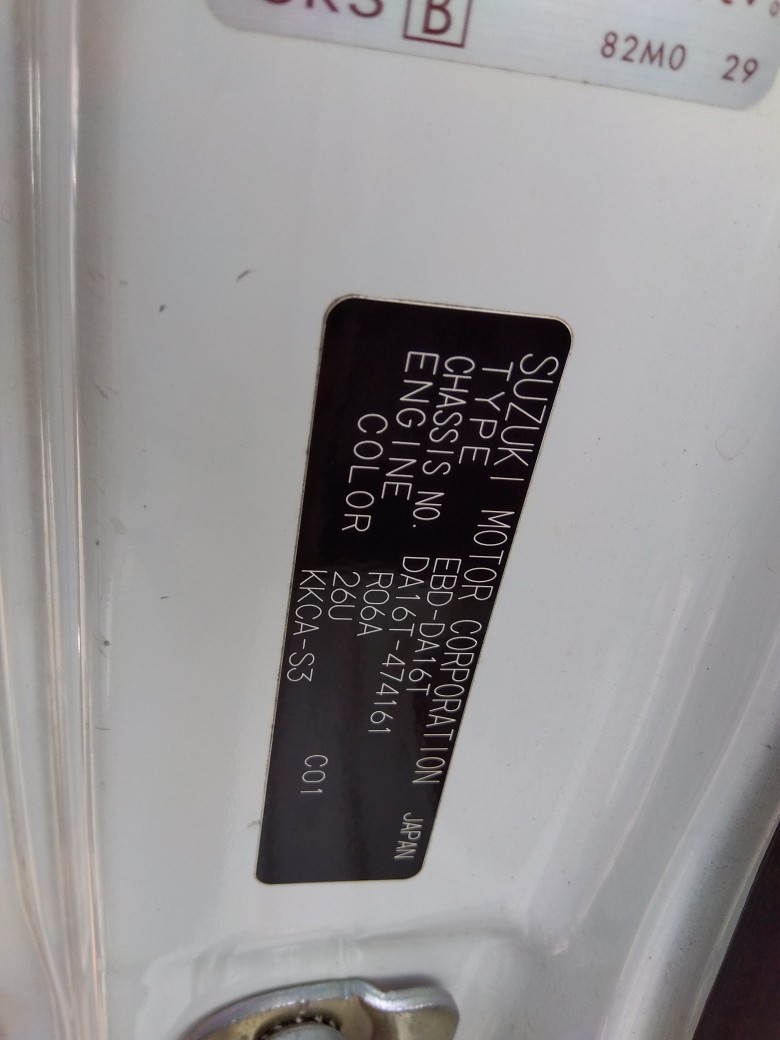 SRS B
82M0 29
SUZUKI MOTOR CORPORATION JAPAN
TYPE EBD-DA16T
CHASSIS NO. DA16T-474161
ENGINE R06A
COLOR 26U
KKCA-S3 C01